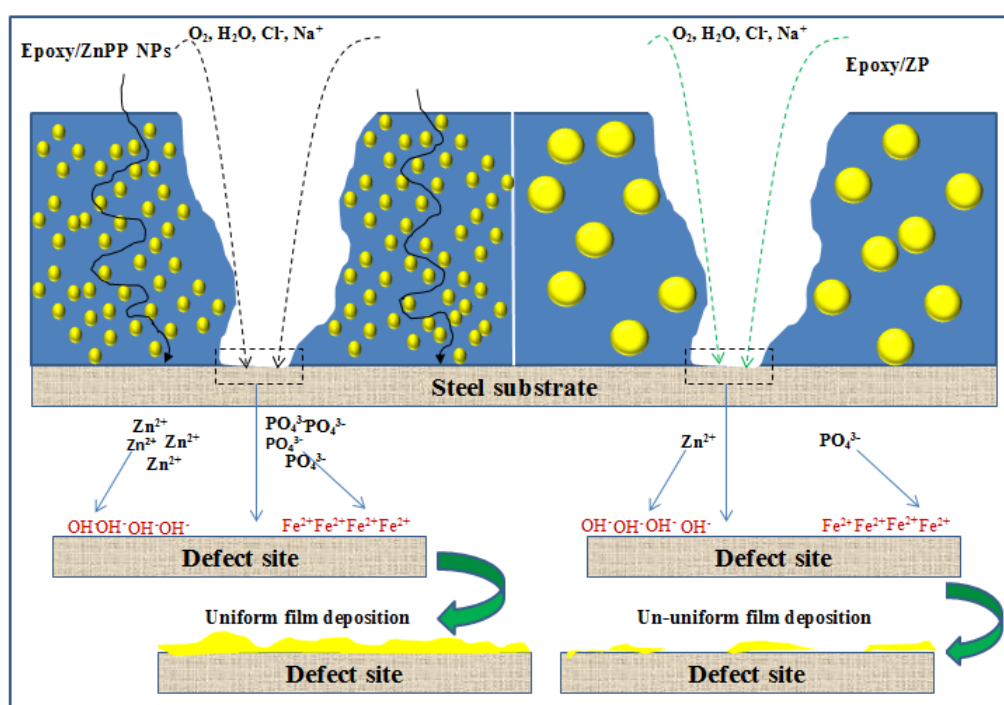 O₂, H₂O, Cl⁻, Na⁺
O₂, H₂O, Cl⁻, Na⁺
Epoxy/ZnPP NPs
Epoxy/ZP
Steel substrate
Zn²⁺
Zn²⁺ Zn²⁺
Zn²⁺
PO₄³⁻PO₄³⁻
PO₄³⁻
PO₄³⁻
Zn²⁺
PO₄³⁻
OH⁻OH⁻OH⁻OH⁻
Fe²⁺Fe²⁺Fe²⁺Fe²⁺
OH⁻OH⁻OH⁻ OH⁻
Fe²⁺Fe²⁺Fe²⁺Fe²⁺
Defect site
Defect site
Uniform film deposition
Un-uniform film deposition
Defect site
Defect site